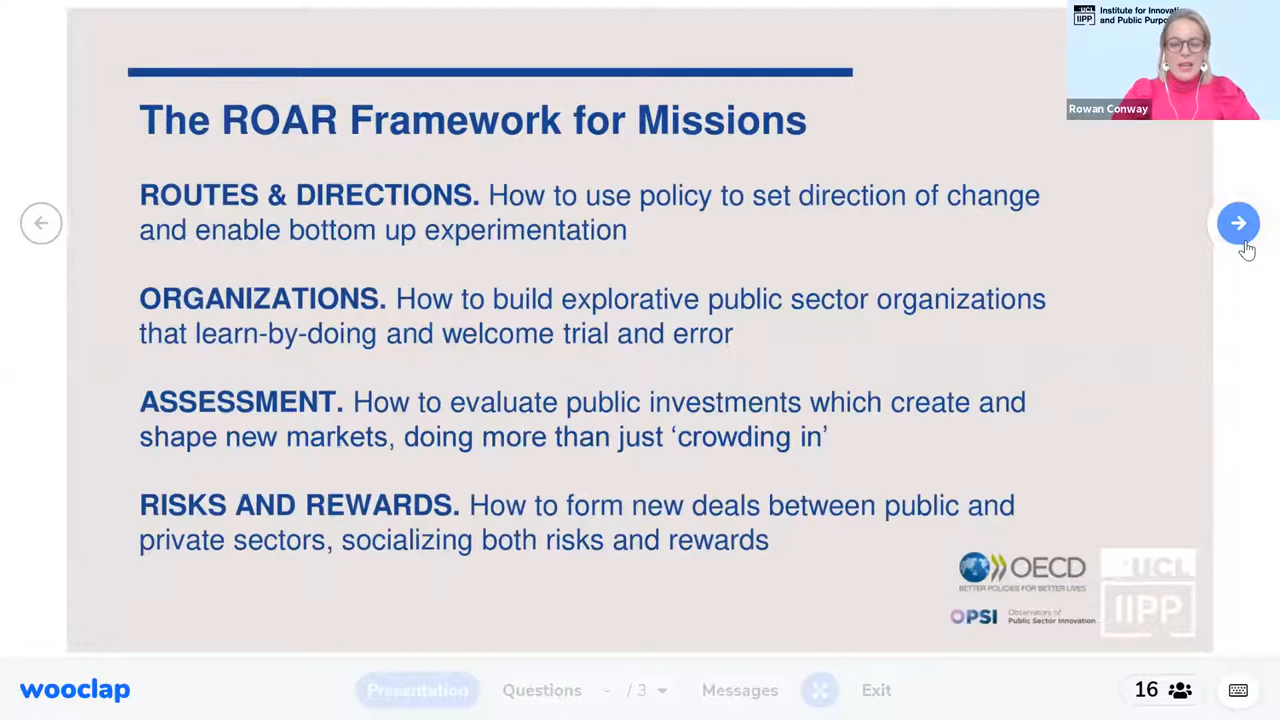 UCL
IIPP
Institute for Innovati
and Public Purpo
Rowan Conway
The ROAR Framework for Missions
ROUTES & DIRECTIONS. How to use policy to set direction of change
and enable bottom up experimentation
ORGANIZATIONS. How to build explorative public sector organizations
that learn-by-doing and welcome trial and error
ASSESSMENT. How to evaluate public investments which create and
shape new markets, doing more than just ‘crowding in’
RISKS AND REWARDS. How to form new deals between public and
private sectors, socializing both risks and rewards
OECD
BETTER POLICIES FOR BETTER LIVES
OPSI
Observatory of
Public Sector Innovation
UCL
IIPP
wooclap
Presentation
Questions - / 3
Messages
Exit
16